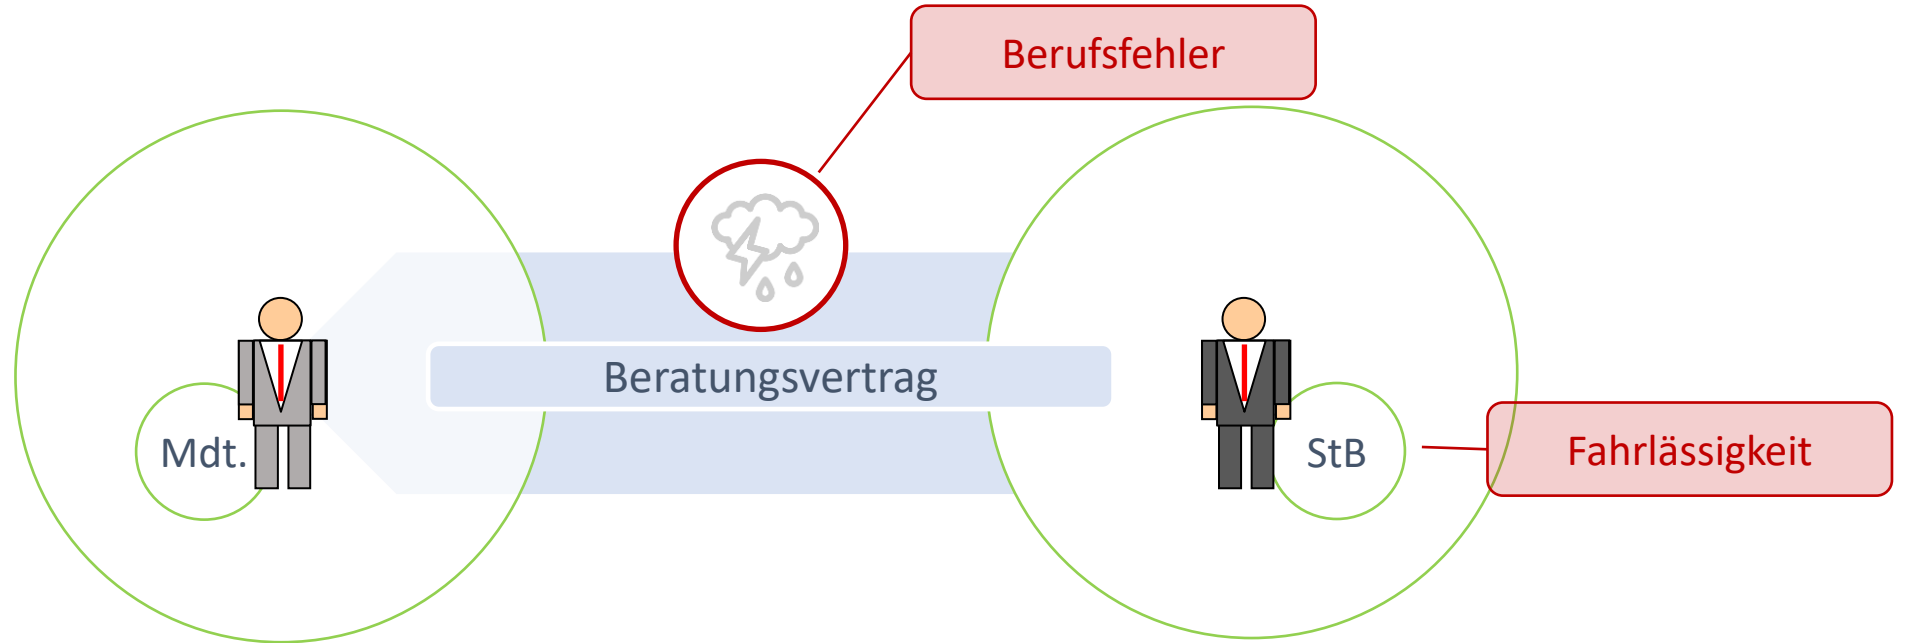 Berufsfehler
Beratungsvertrag
Mdt.
StB
Fahrlässigkeit